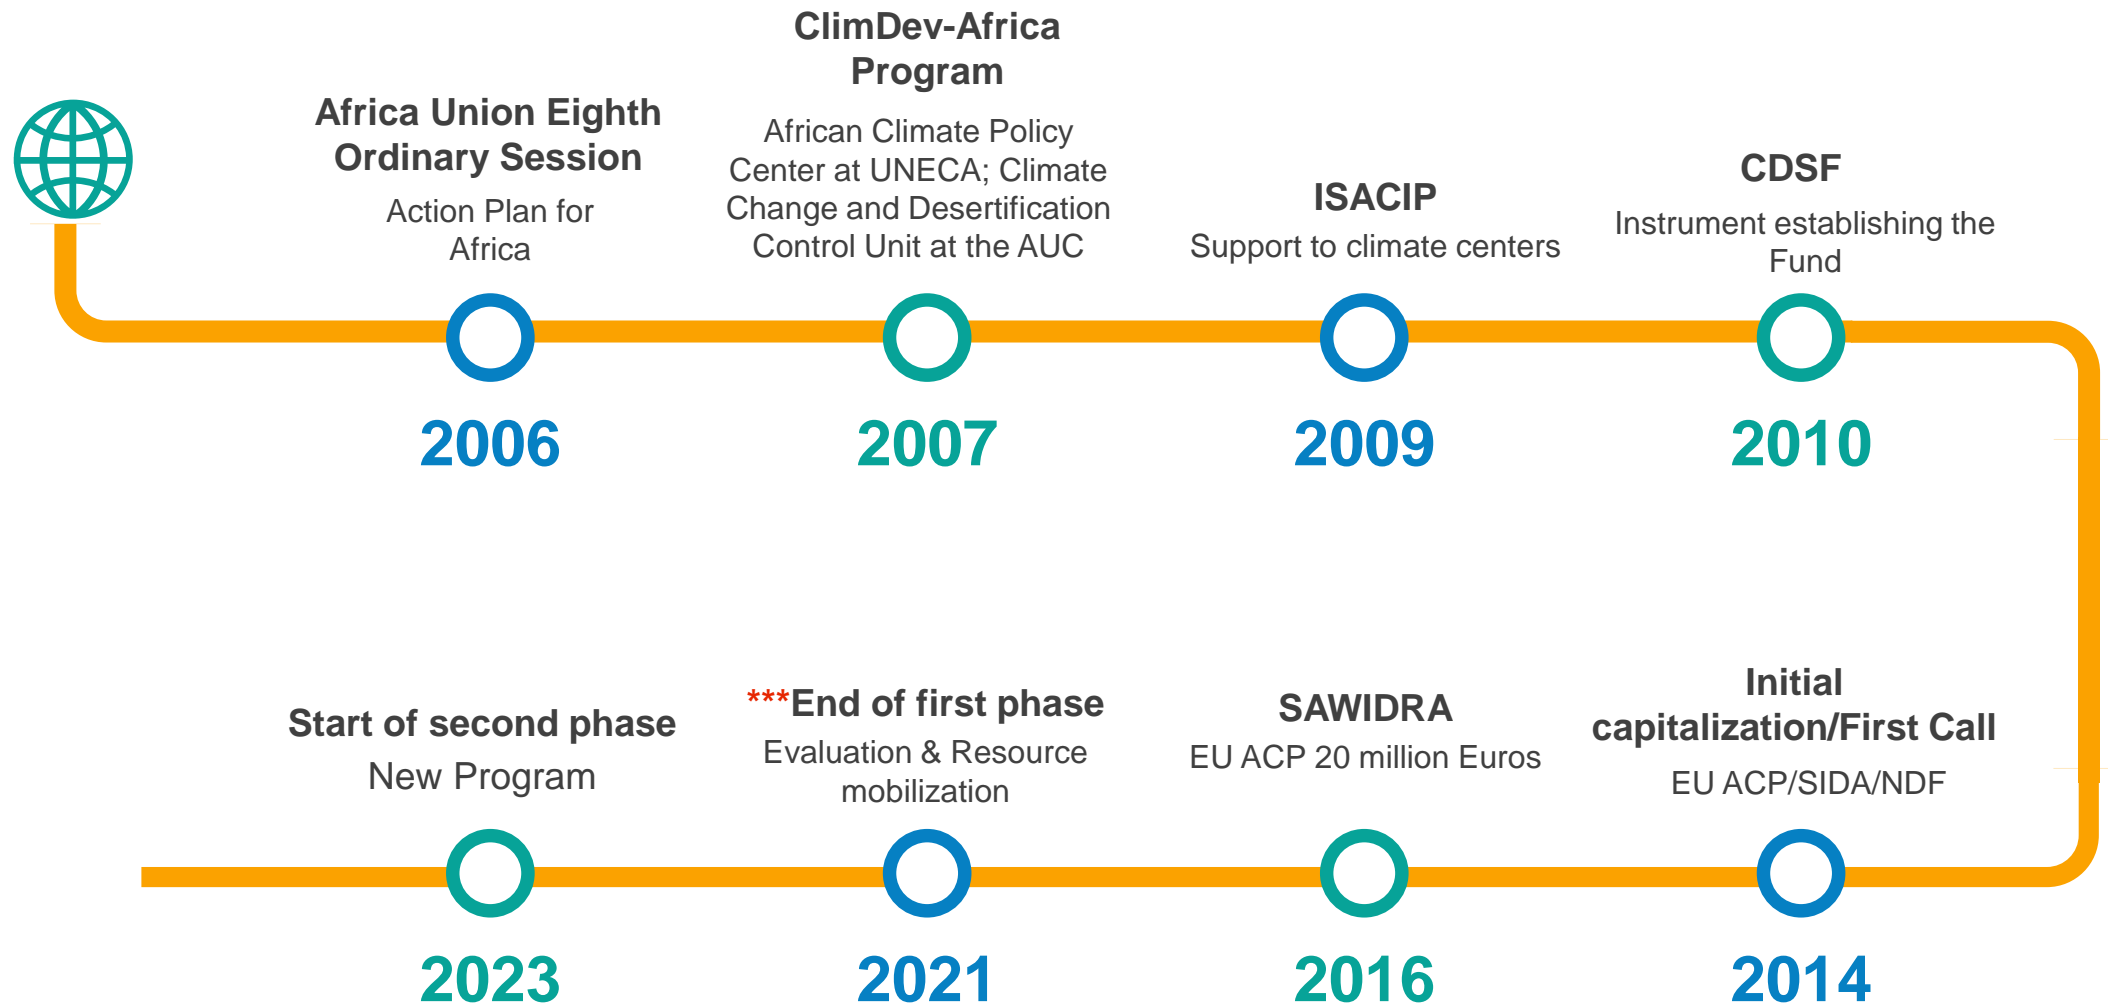 Africa Union Eighth
Ordinary Session
Action Plan for
Africa
2006
ClimDev-Africa
Program
African Climate Policy
Center at UNECA; Climate
Change and Desertification
Control Unit at the AUC
2007
ISACIP
Support to climate centers
2009
CDSF
Instrument establishing the
Fund
2010
Initial
capitalization/First Call
EU ACP/SIDA/NDF
2014
SAWIDRA
EU ACP 20 million Euros
2016
***End of first phase
Evaluation & Resource
mobilization
2021
Start of second phase
New Program
2023